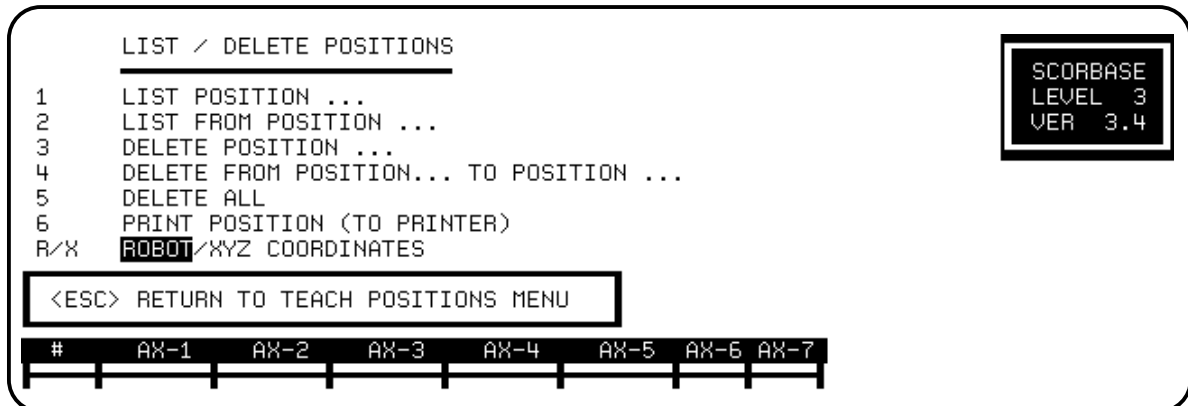 LIST / DELETE POSITIONS
SCORBASE
LEVEL 3
VER 3.4
1 LIST POSITION ...
2 LIST FROM POSITION ...
3 DELETE POSITION ...
4 DELETE FROM POSITION... TO POSITION ...
5 DELETE ALL
6 PRINT POSITION (TO PRINTER)
R/X ROBOT/XYZ COORDINATES
<ESC> RETURN TO TEACH POSITIONS MENU
# AX-1 AX-2 AX-3 AX-4 AX-5 AX-6 AX-7